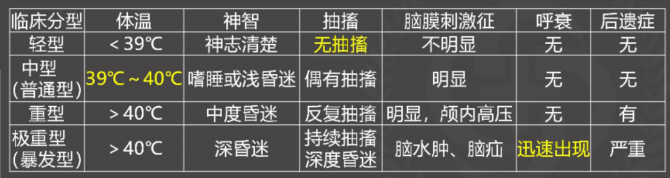 临床分型 体温 神智 抽搐 脑膜刺激征 呼衰 后遗症
轻型 <39℃ 神志清楚 无抽搐 不明显 无 无
中型
(普通型) 39℃~40℃ 嗜睡或浅昏迷 偶有抽搐 明显 无 无
重型 >40℃ 中度昏迷 反复抽搐 明显,颅内高压 无 有
极重型
(暴发型) >40℃ 深昏迷 持续抽搐
深度昏迷 脑水肿、脑疝 迅速出现 严重